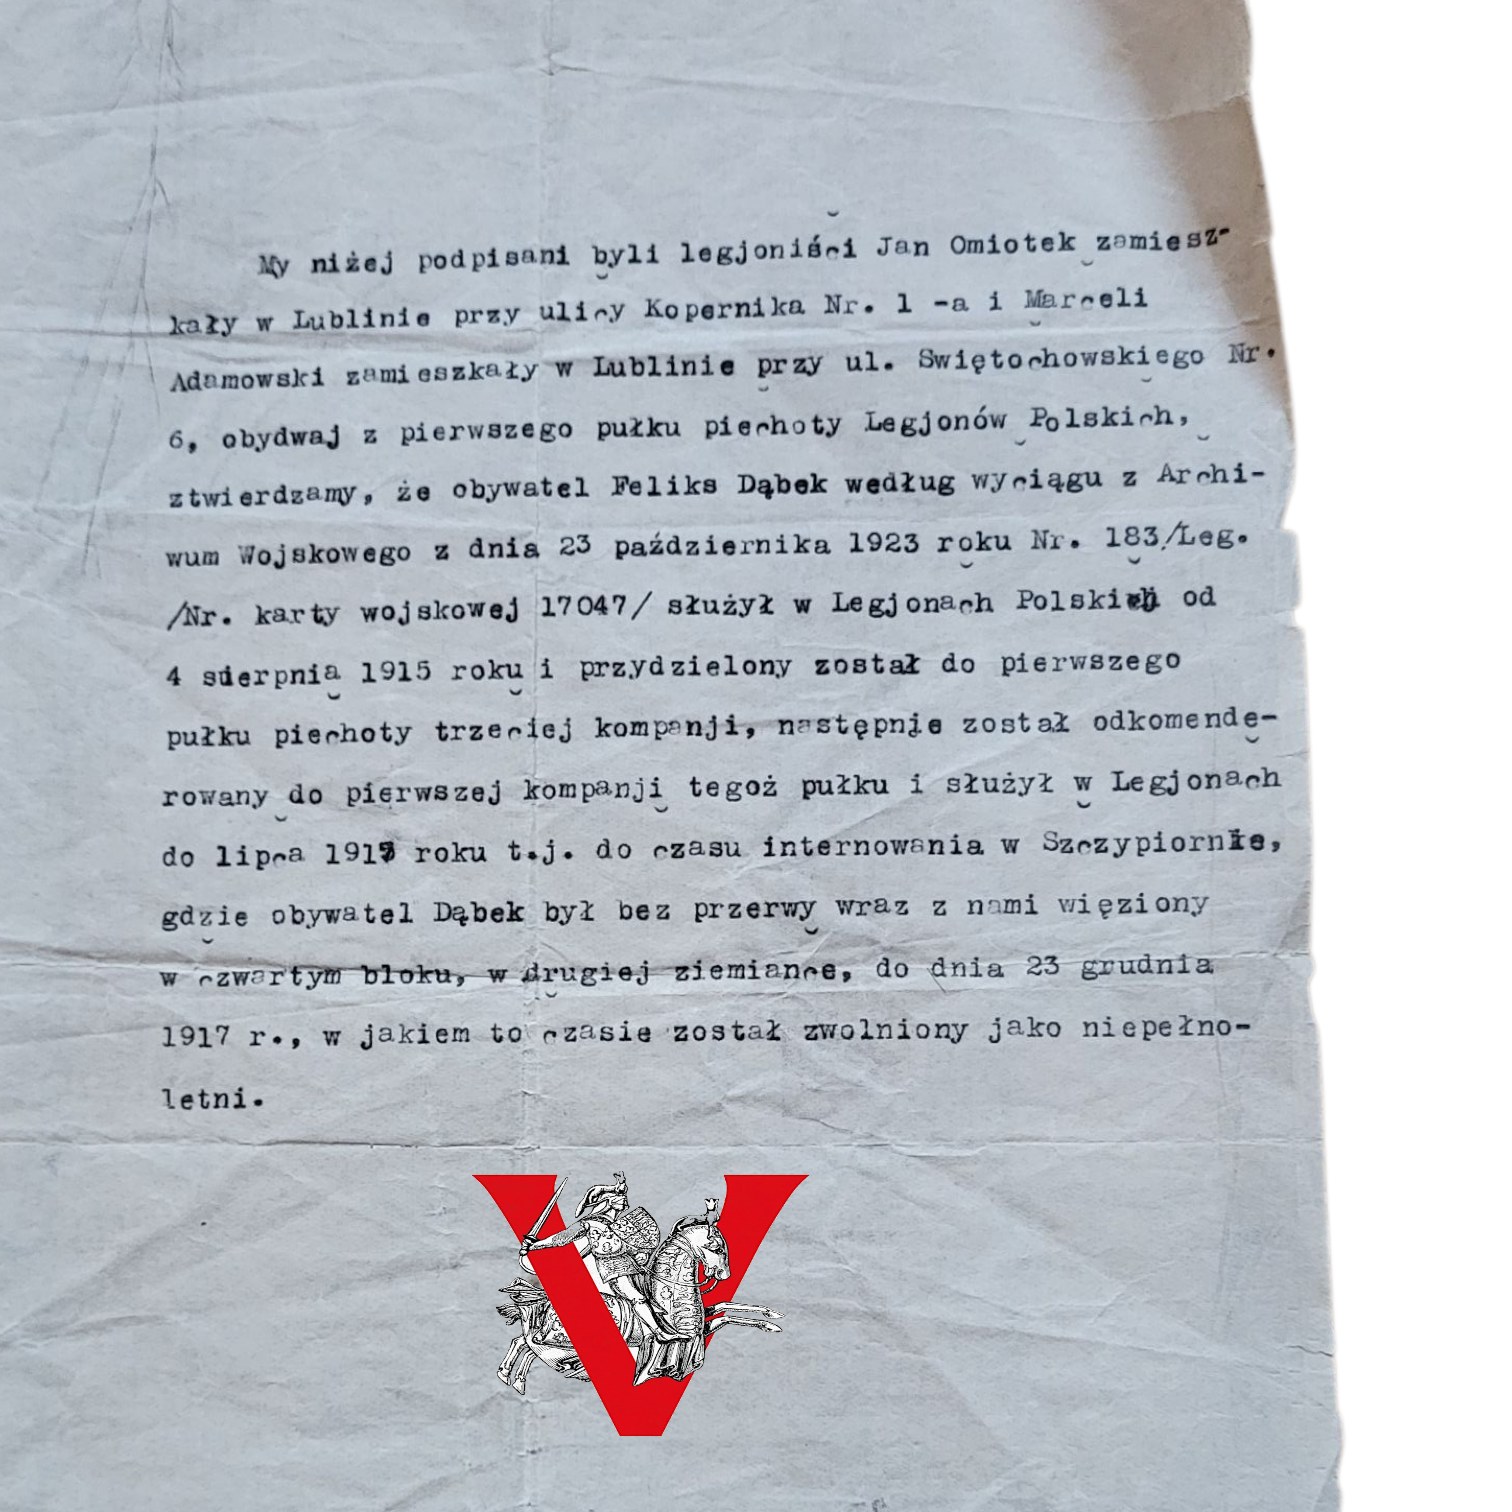 My niżej podpisani byli legjoniści Jan Omiotek zamiesz-
kały w Lublinie przy ulicy Kopernika Nr. 1 -a i Marceli
Adamowski zamieszkały w Lublinie przy ul. Swiętochowskiego Nr.
6, obydwaj z pierwszego pułku piechoty Legjonów Polskich,
ztwierdzamy, że obywatel Feliks Dąbek według wyciągu z Archi-
wum Wojskowego z dnia 23 października 1923 roku Nr. 183/Leg.
/Nr. karty wojskowej 17047/ służył w Legjonach Polskich od
4 sierpnia 1915 roku i przydzielony został do pierwszego
pułku piechoty trzeciej kompanji, następnie został odkomende-
rowany do pierwszej kompanji tegoż pułku i służył w Legjonach
do lipca 1917 roku t.j. do czasu internowania w Szczypiornie,
gdzie obywatel Dąbek był bez przerwy wraz z nami więziony
w czwartym bloku, w drugiej ziemiance, do dnia 23 grudnia
1917 r., w jakiem to czasie został zwolniony jako niepełno-
letni.
V